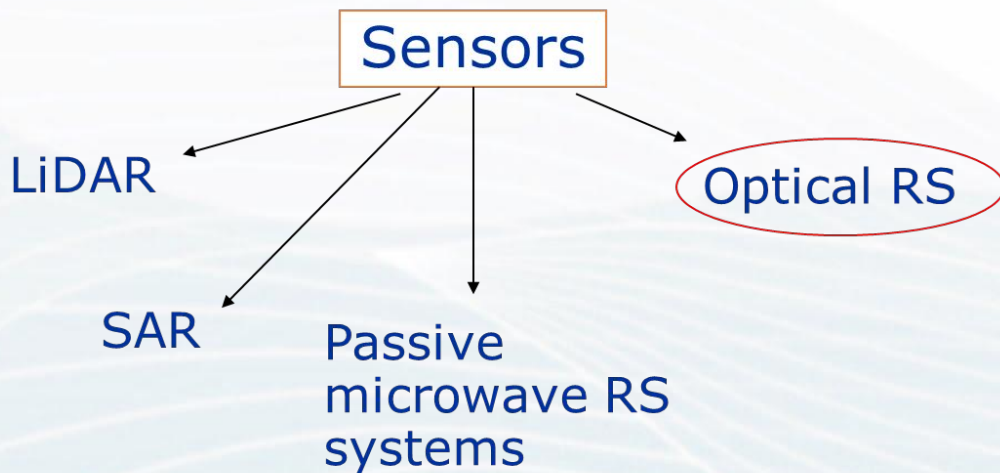 Sensors
LiDAR
Optical RS
SAR
Passive
microwave RS
systems